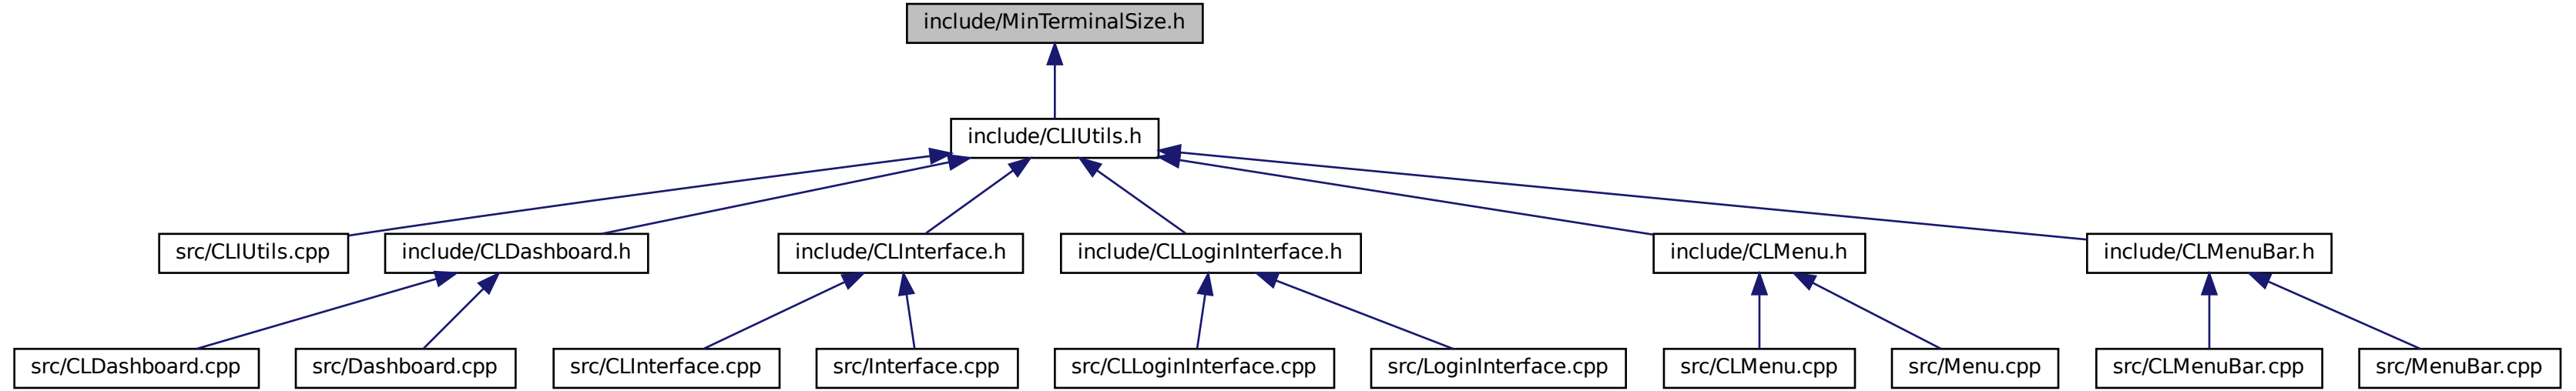 include/MinTerminalSize.h
include/CLIUtils.h
src/CLIUtils.cpp
include/CLDashboard.h
include/CLInterface.h
include/CLLoginInterface.h
include/CLMenu.h
include/CLMenuBar.h
src/CLDashboard.cpp
src/Dashboard.cpp
src/CLInterface.cpp
src/Interface.cpp
src/CLLoginInterface.cpp
src/LoginInterface.cpp
src/CLMenu.cpp
src/Menu.cpp
src/CLMenuBar.cpp
src/MenuBar.cpp